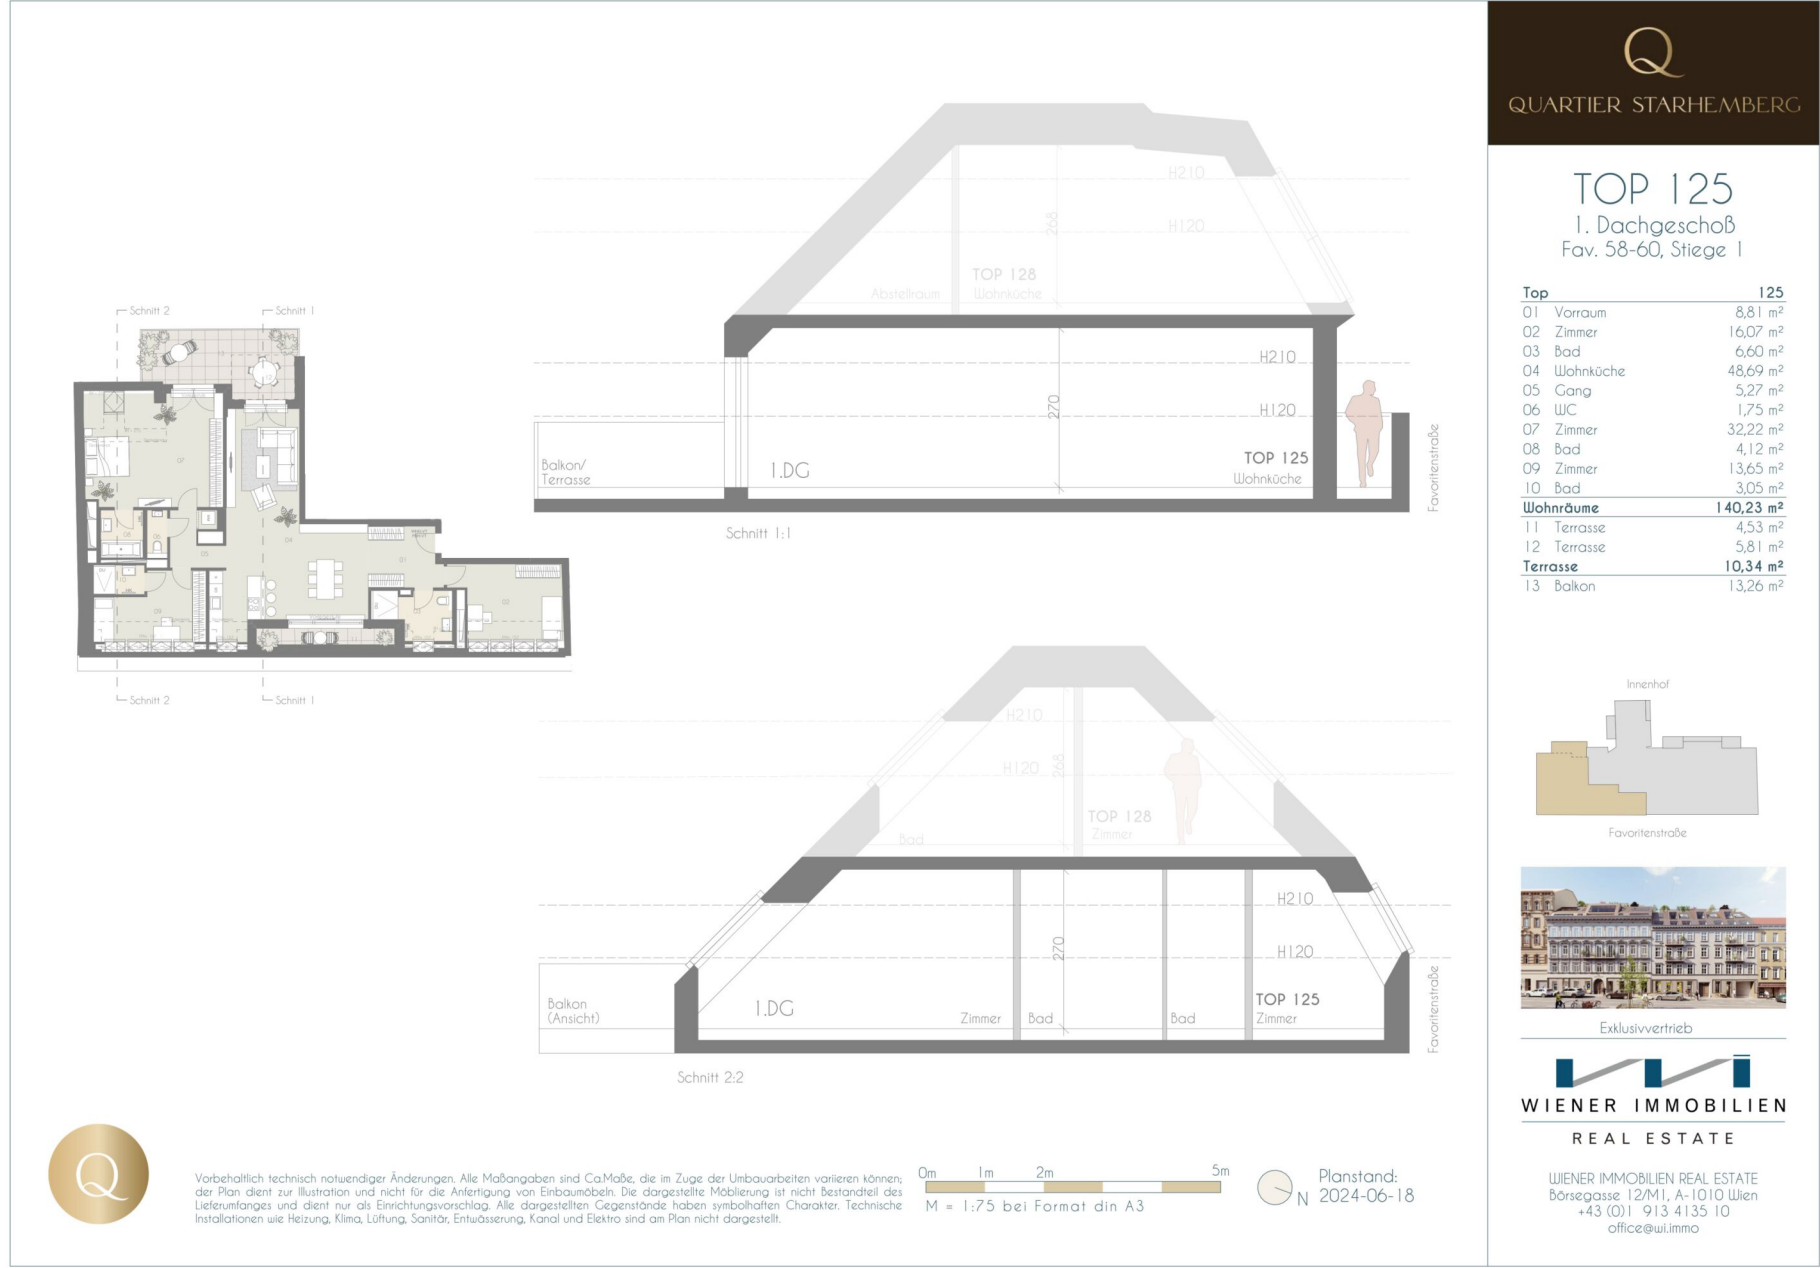 Schnitt 2
Schnitt 1
07
04
05
08
06
01
09
03
Schnitt 2
Schnitt 1
H210
H120
268
TOP 128
Abstellraum
Wohnküche
H210
H120
270
Balkon/
Terrasse
1.DG
TOP 125
Wohnküche
Favoritenstraße
Schnitt 1:1
H210
H120
268
TOP 128
Zimmer
Bad
H210
H120
270
Balkon
(Ansicht)
1.DG
Zimmer
Bad
Bad
TOP 125
Zimmer
Favoritenstraße
Schnitt 2:2
Q
Vorbehaltlich technisch notwendiger Änderungen. Alle Maßangaben sind Ca.Maße, die im Zuge der Umbauarbeiten variieren können;
der Plan dient zur Illustration und nicht für die Anfertigung von Einbaumöbeln. Die dargestellte Möblierung ist nicht Bestandteil des
Lieferumfanges und dient nur als Einrichtungsvorschlag. Alle dargestellten Gegenstände haben symbolhaften Charakter. Technische
Installationen wie Heizung, Klima, Lüftung, Sanitär, Entwässerung, Kanal und Elektro sind am Plan nicht dargestellt.
0m 1m 2m 5m
M = 1:75 bei Format din A3
N
Planstand:
2024-06-18
Q
QUARTIER STARHEMBERG
TOP 125
1. Dachgeschoß
Fav. 58-60, Stiege 1
Top 125
01 Vorraum 8,81 m²
02 Zimmer 16,07 m²
03 Bad 6,60 m²
04 Wohnküche 48,69 m²
05 Gang 5,27 m²
06 WC 1,75 m²
07 Zimmer 32,22 m²
08 Bad 4,12 m²
09 Zimmer 13,65 m²
10 Bad 3,05 m²
Wohnräume 140,23 m²
11 Terrasse 4,53 m²
12 Terrasse 5,81 m²
Terrasse 10,34 m²
13 Balkon 13,26 m²
Innenhof
Favoritenstraße
Exklusivvertrieb
WIENER IMMOBILIEN
REAL ESTATE
WIENER IMMOBILIEN REAL ESTATE
Börsegasse 12/M1, A-1010 Wien
+43 (0)1 913 4135 10
office@wi.immo